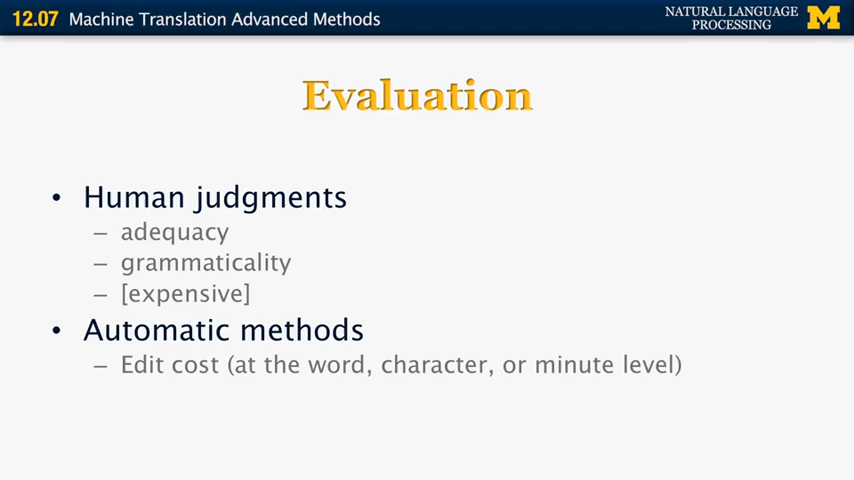 12.07 Machine Translation Advanced Methods
NATURAL LANGUAGE
PROCESSING
M
Evaluation
• Human judgments
– adequacy
– grammaticality
– [expensive]
• Automatic methods
– Edit cost (at the word, character, or minute level)